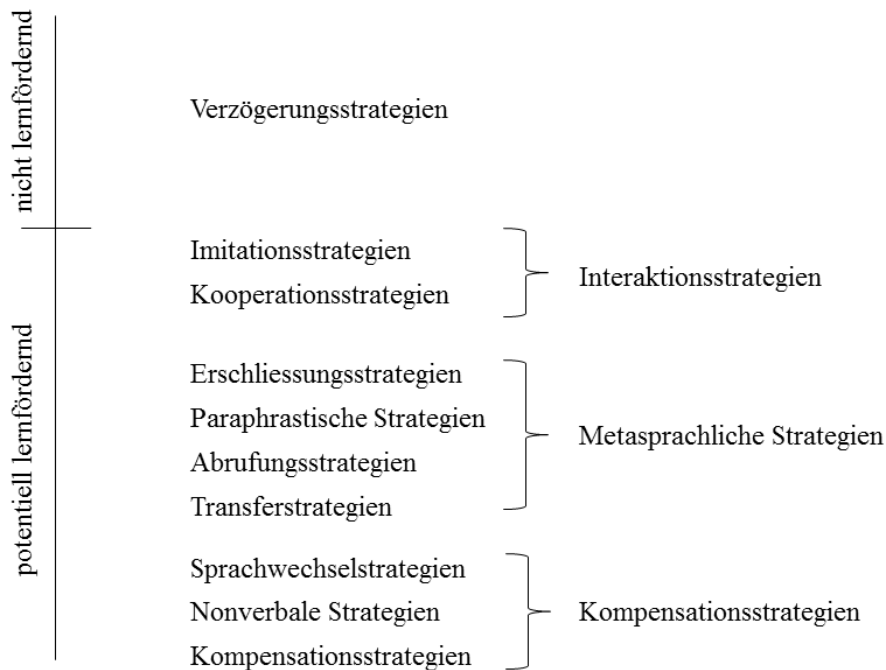 nicht lernfördernd
Verzögerungsstrategien
potentiell lernfördernd
Imitationsstrategien
Kooperationsstrategien
Interaktionsstrategien
Erschliessungsstrategien
Paraphrastische Strategien
Abrufungsstrategien
Transferstrategien
Metasprachliche Strategien
Sprachwechselstrategien
Nonverbale Strategien
Kompensationsstrategien
Kompensationsstrategien